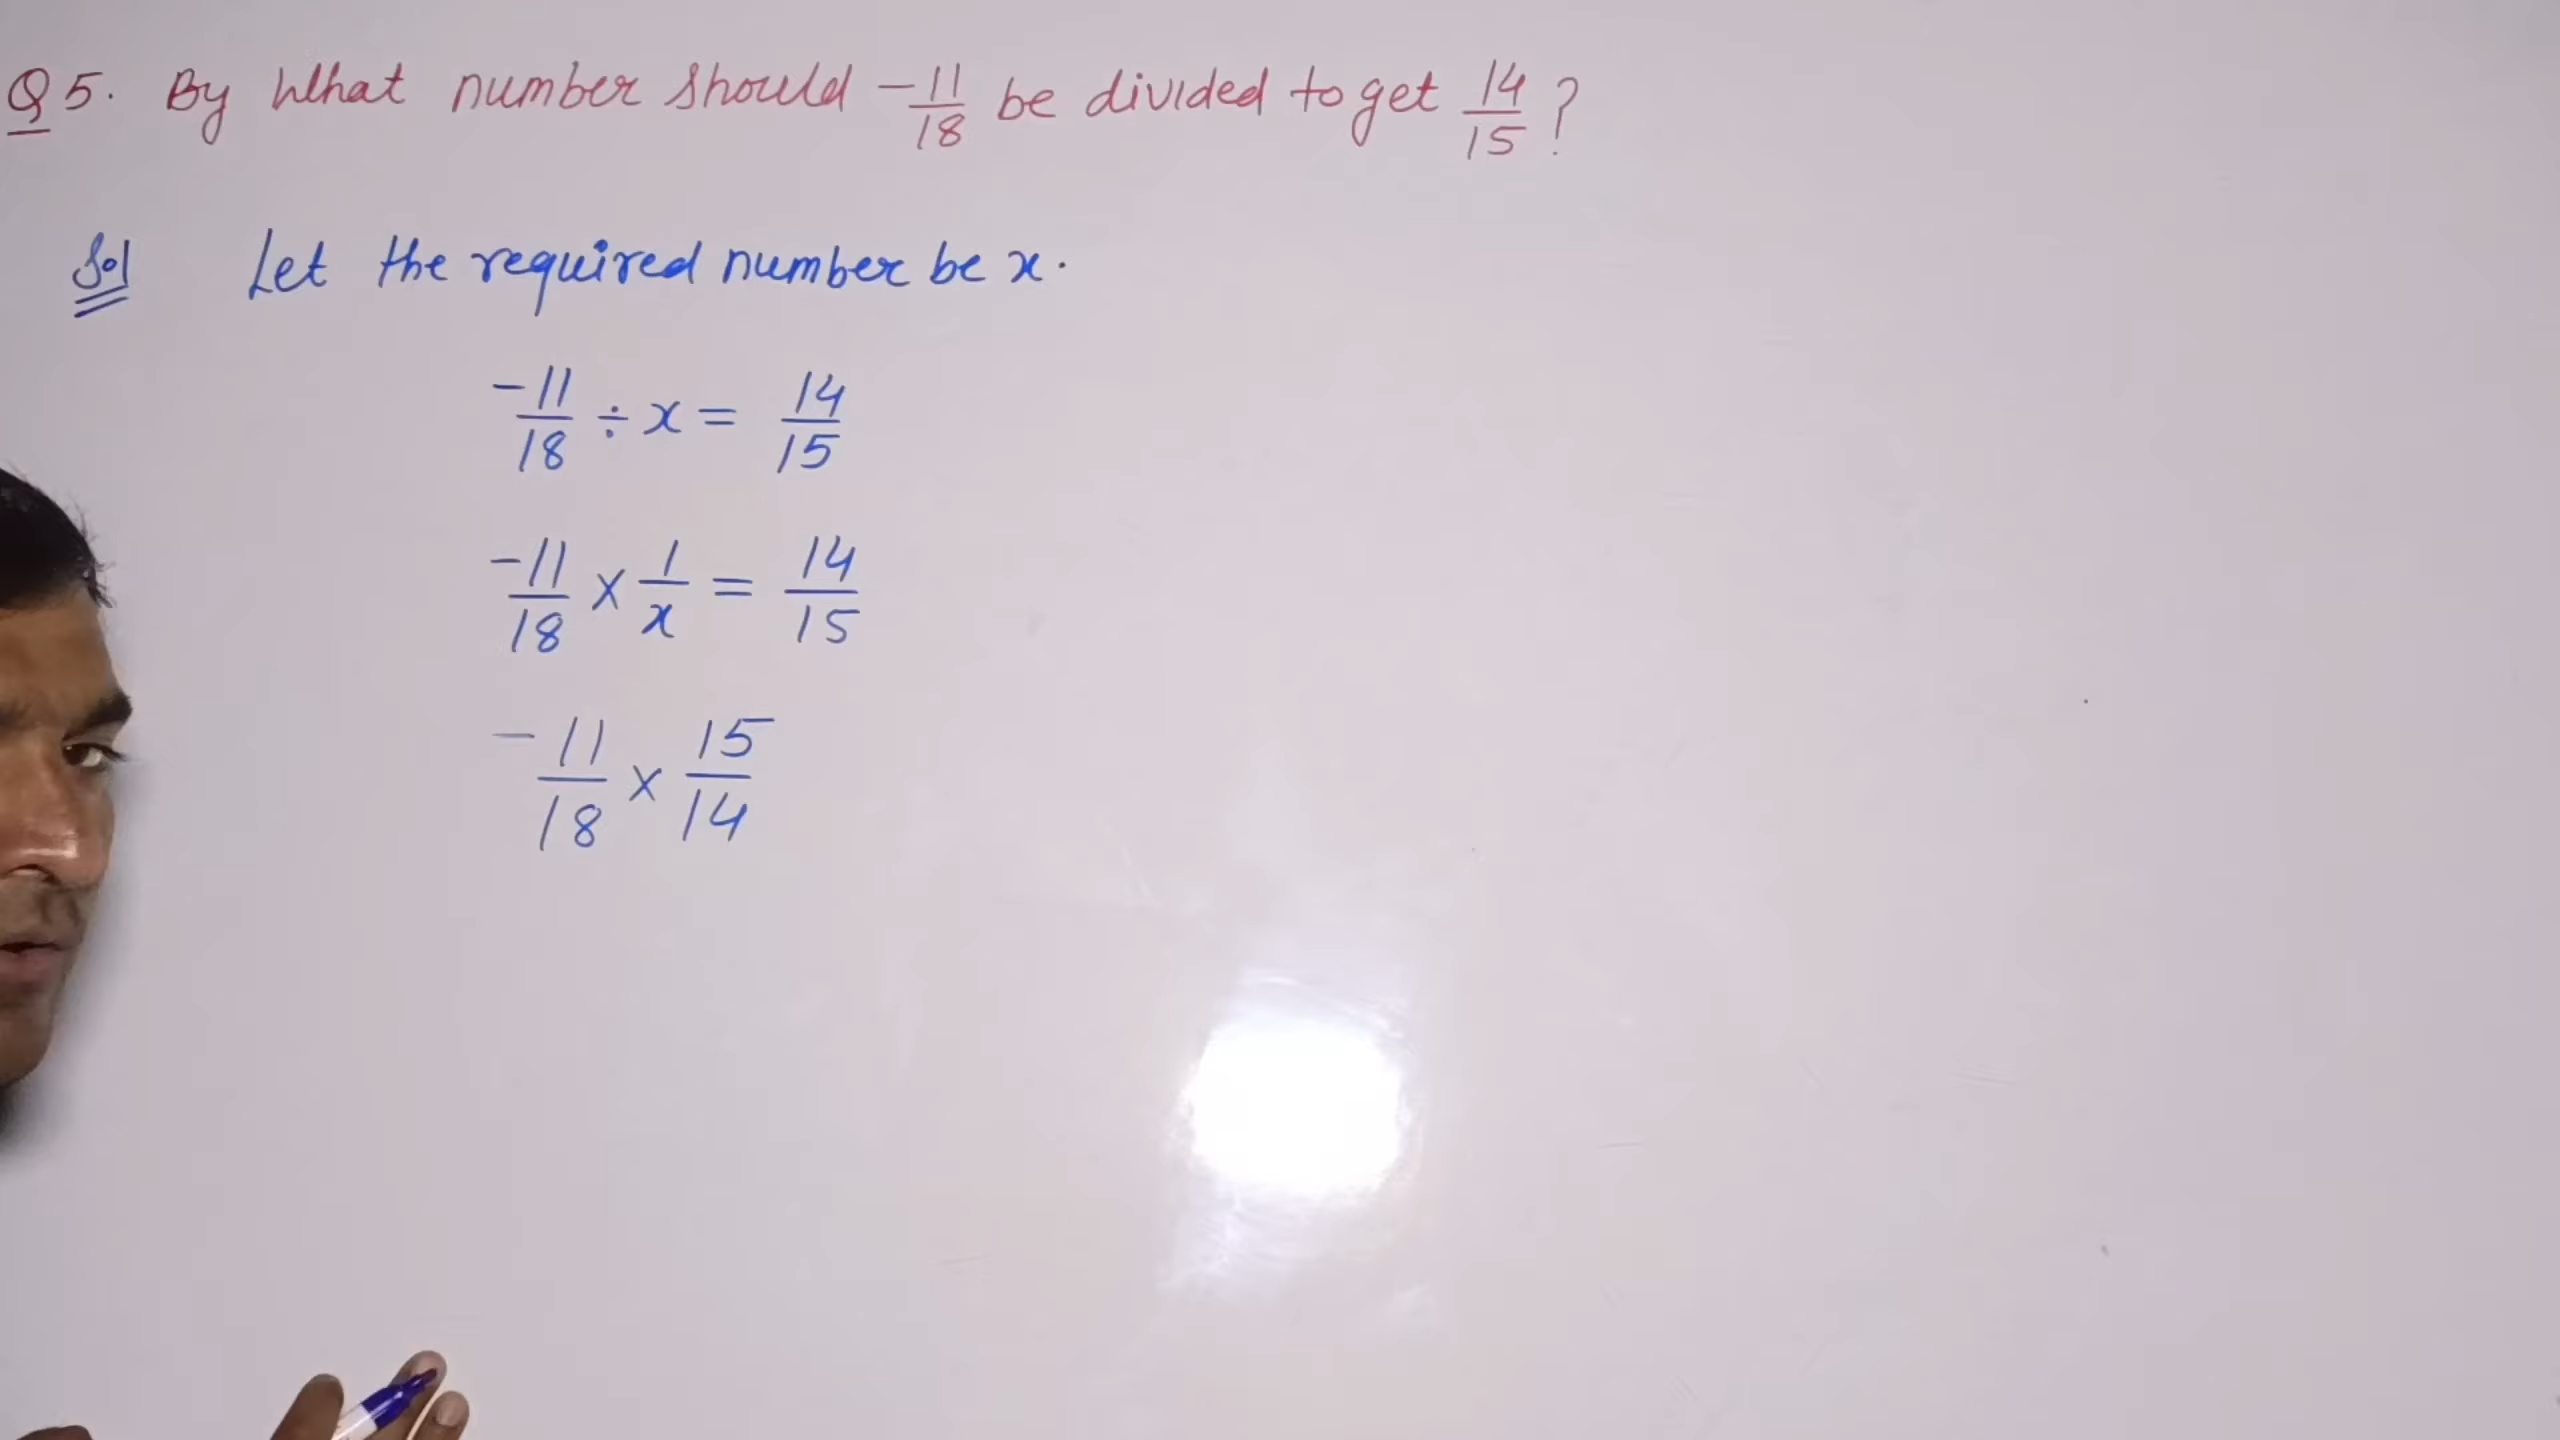 Q5. By What number should -11/18 be divided to get 14/15?
Sol Let the required number be x.
-11/18 ÷ x = 14/15
-11/18 × 1/x = 14/15
-11/18 × 15/14